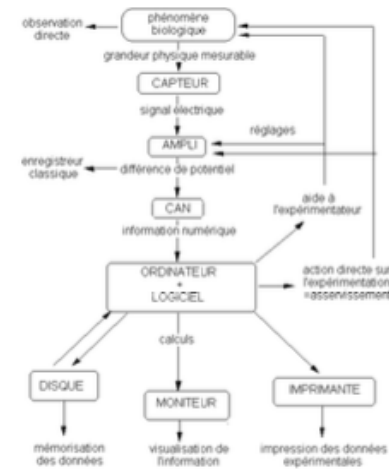 phénomène
biologique
observation
directe
grandeur physique mesurable
CAPTEUR
signal électrique
réglages
AMPLI
enregistreur
classique
différence de potentiel
CAN
aide à
l'expérimentateur
information numérique
ORDINATEUR
+
LOGICIEL
action directe sur
l'expérimentation
=asservissement
calculs
DISQUE
MONITEUR
IMPRIMANTE
mémorisation
des données
visualisation de
l'information
impression des données
expérimentales